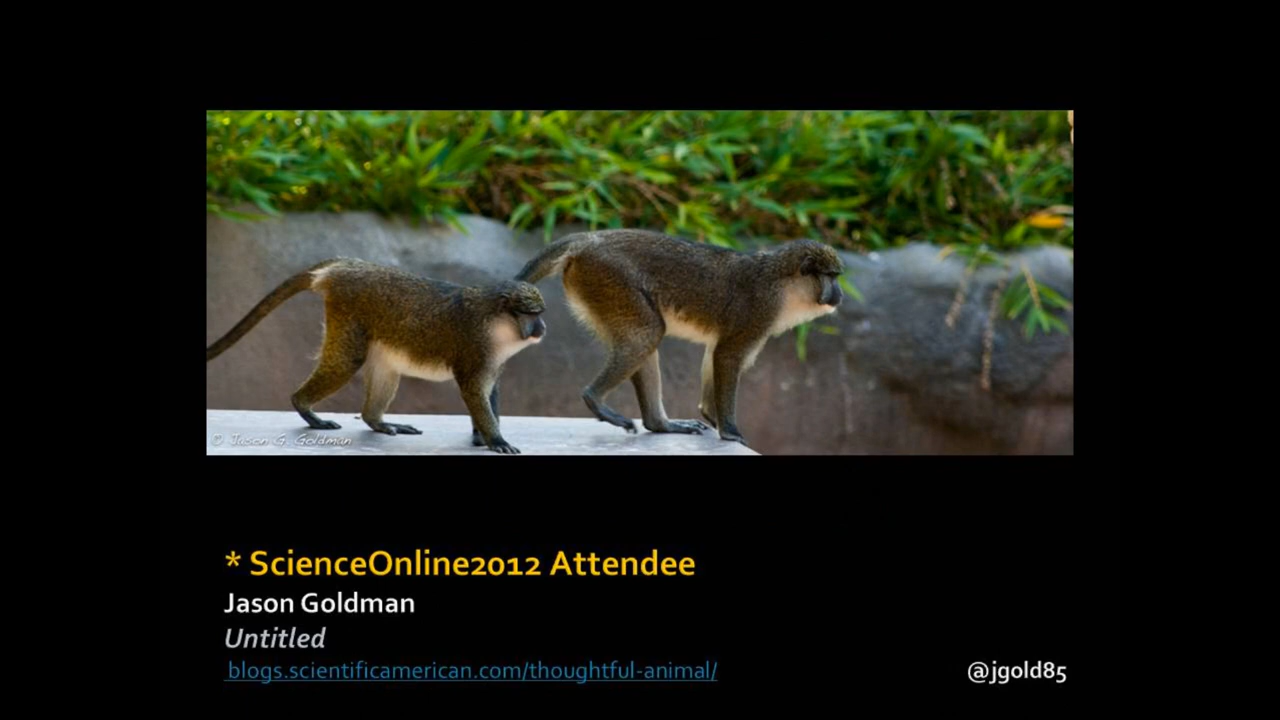 © Jason G. Goldman
* ScienceOnline2012 Attendee
Jason Goldman
Untitled
blogs.scientificamerican.com/thoughtful-animal/ @jgold85